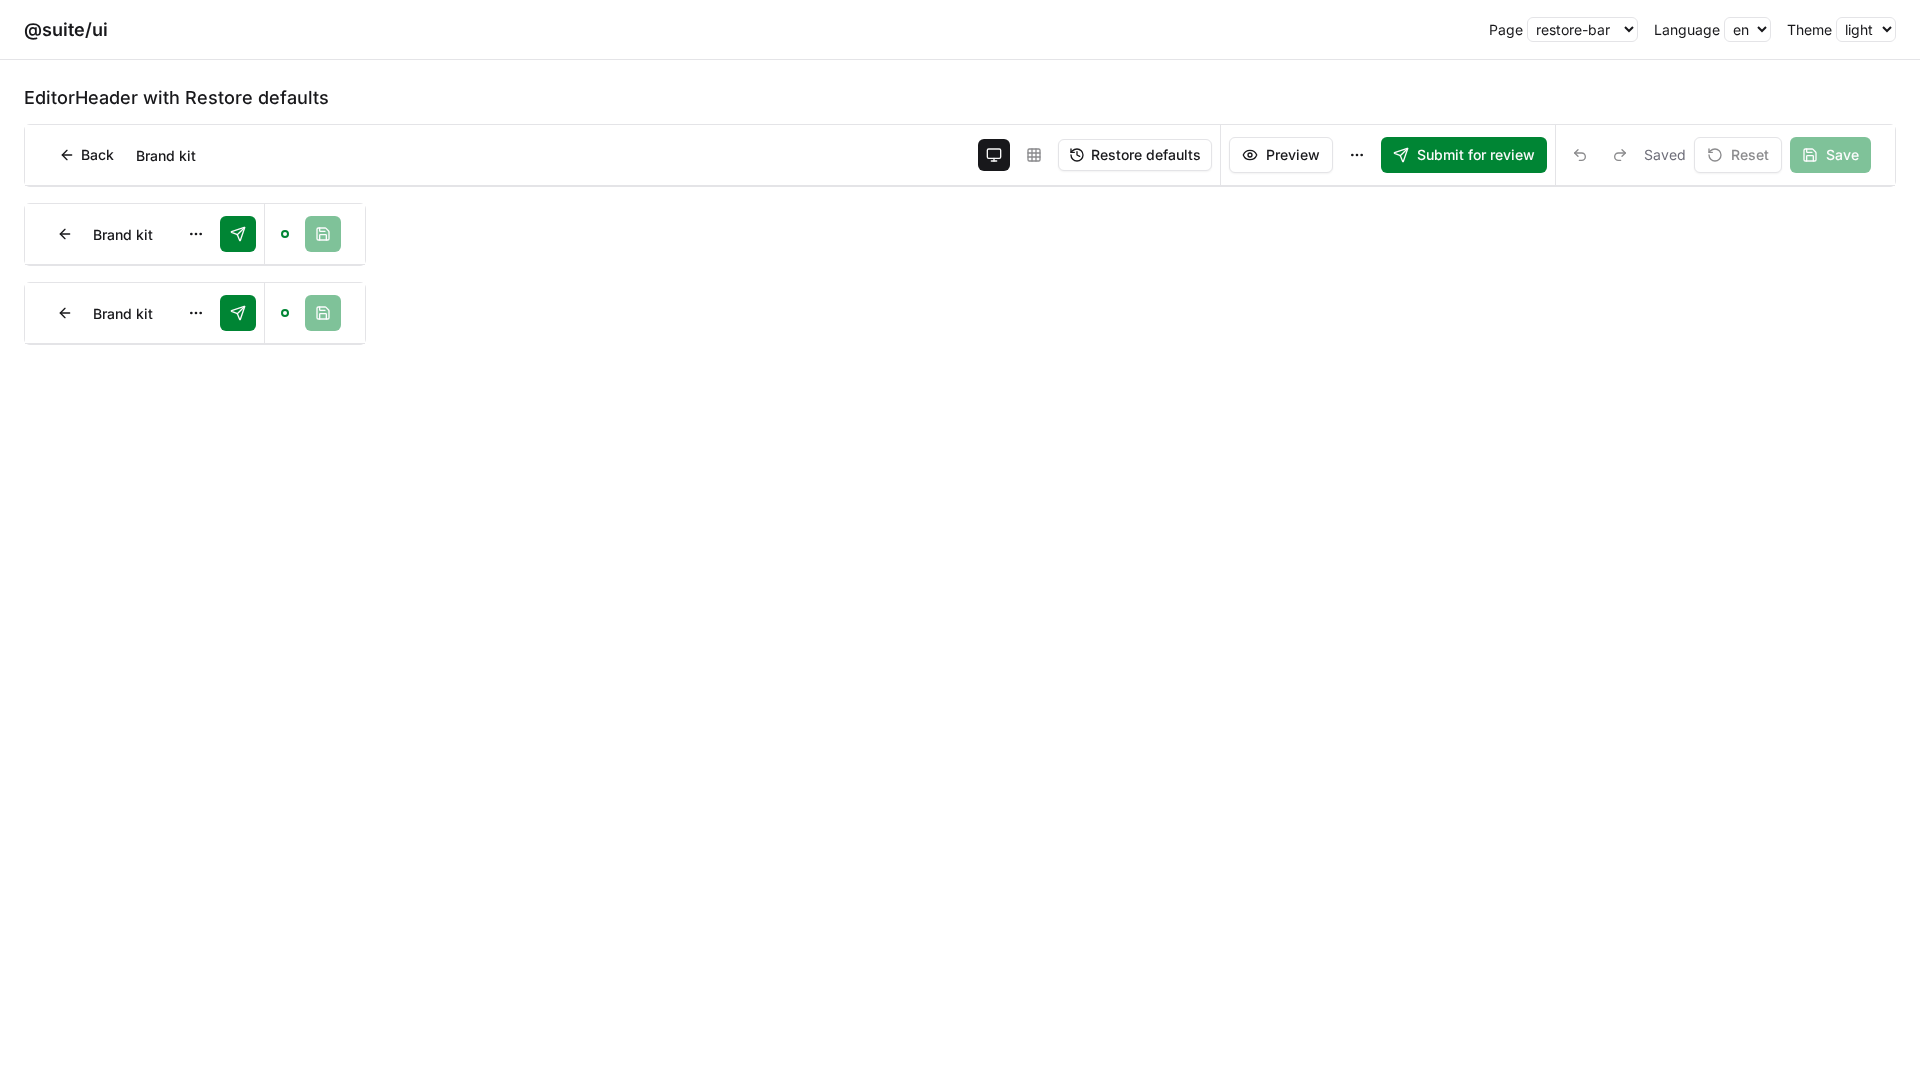 @suite/ui
Page restore-bar Language en Theme light
EditorHeader with Restore defaults
Back Brand kit Restore defaults Preview Submit for review Saved Reset Save
Brand kit
Brand kit